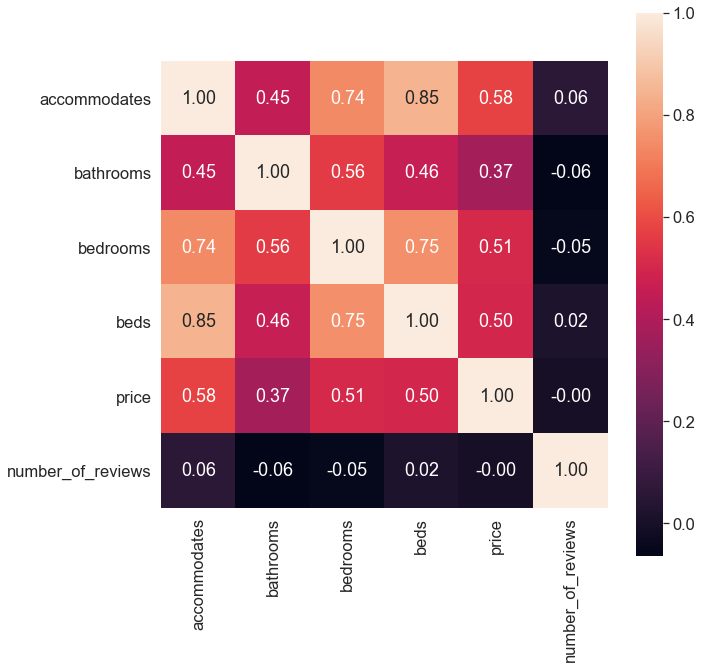 accommodates 1.00 0.45 0.74 0.85 0.58 0.06
bathrooms 0.45 1.00 0.56 0.46 0.37 -0.06
bedrooms 0.74 0.56 1.00 0.75 0.51 -0.05
beds 0.85 0.46 0.75 1.00 0.50 0.02
price 0.58 0.37 0.51 0.50 1.00 -0.00
number_of_reviews 0.06 -0.06 -0.05 0.02 -0.00 1.00
accommodates
bathrooms
bedrooms
beds
price
number_of_reviews
1.0
0.8
0.6
0.4
0.2
0.0